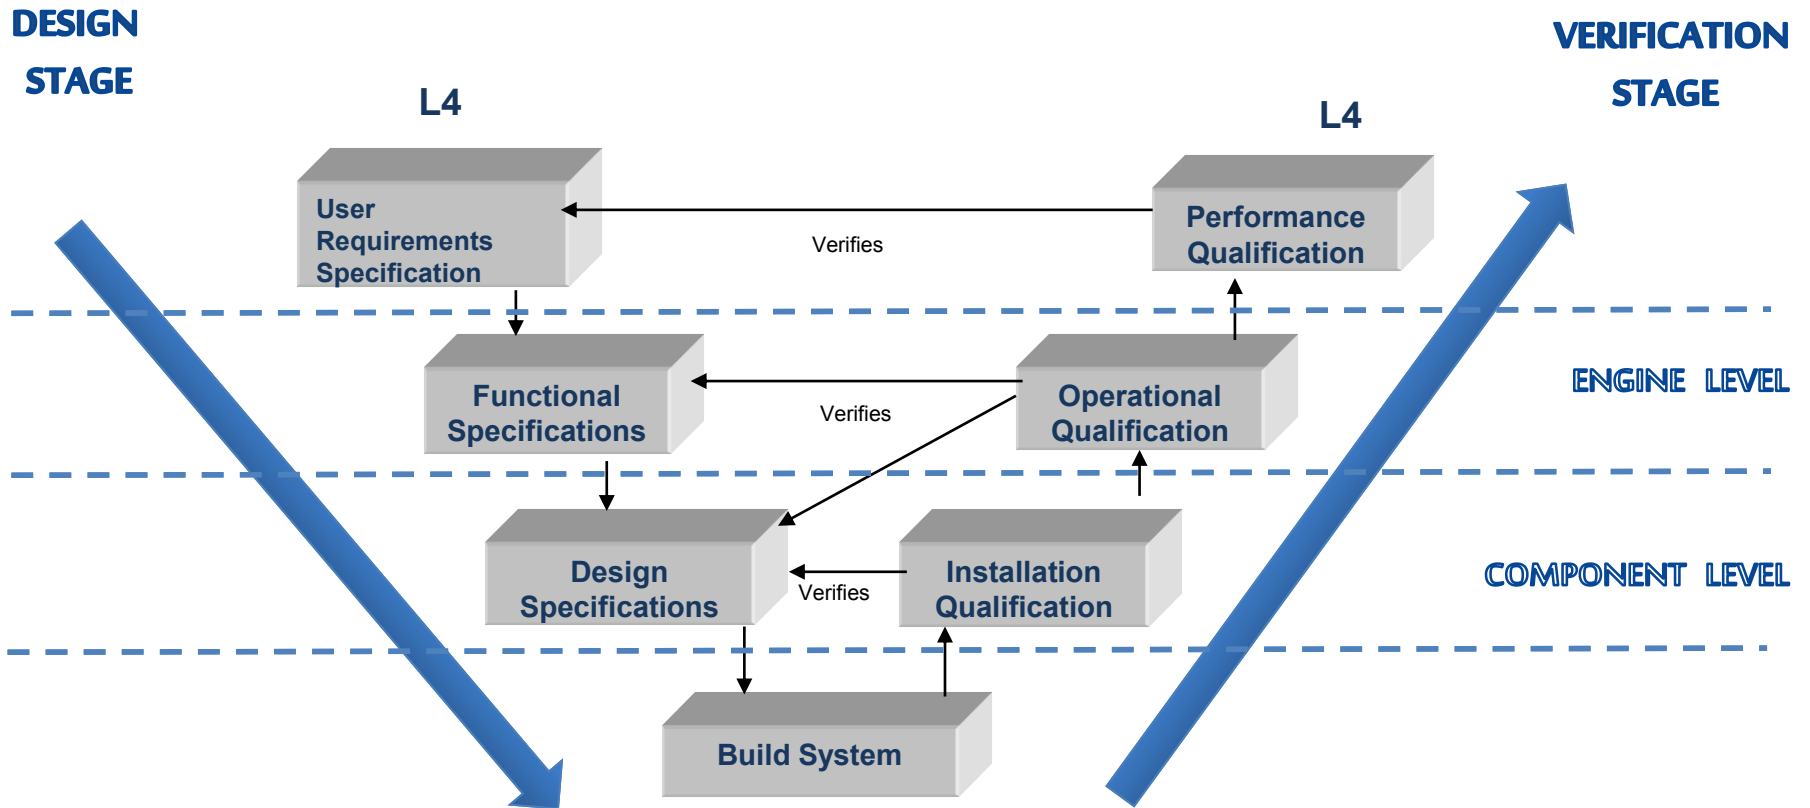 DESIGN
STAGE
VERIFICATION
STAGE
L4
L4
User
Requirements
Specification
Performance
Qualification
Verifies
Functional
Specifications
Operational
Qualification
Verifies
ENGINE LEVEL
Design
Specifications
Installation
Qualification
Verifies
COMPONENT LEVEL
Build System